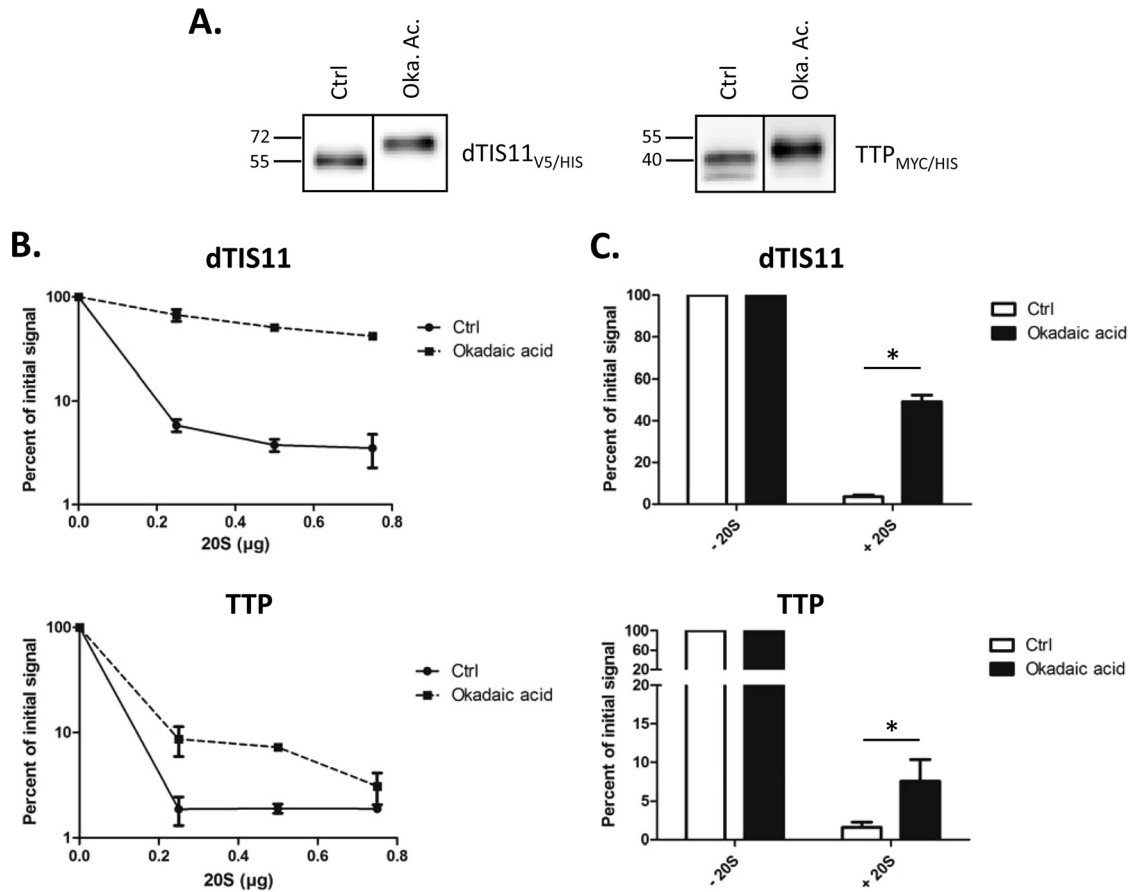 A.
Ctrl
Oka. Ac.
72
55
dTIS11V5/HIS
Ctrl
Oka. Ac.
55
40
TTPMYC/HIS
B.
dTIS11
Percent of initial signal
100
10
1
0.0 0.2 0.4 0.6 0.8
20S (µg)
Ctrl
Okadaic acid
TTP
Percent of initial signal
100
10
1
0.0 0.2 0.4 0.6 0.8
20S (µg)
Ctrl
Okadaic acid
C.
dTIS11
Percent of initial signal
100
80
60
40
20
0
*
- 20S
+ 20S
Ctrl
Okadaic acid
TTP
Percent of initial signal
100
60
20
20
15
10
5
0
*
- 20S
+ 20S
Ctrl
Okadaic acid